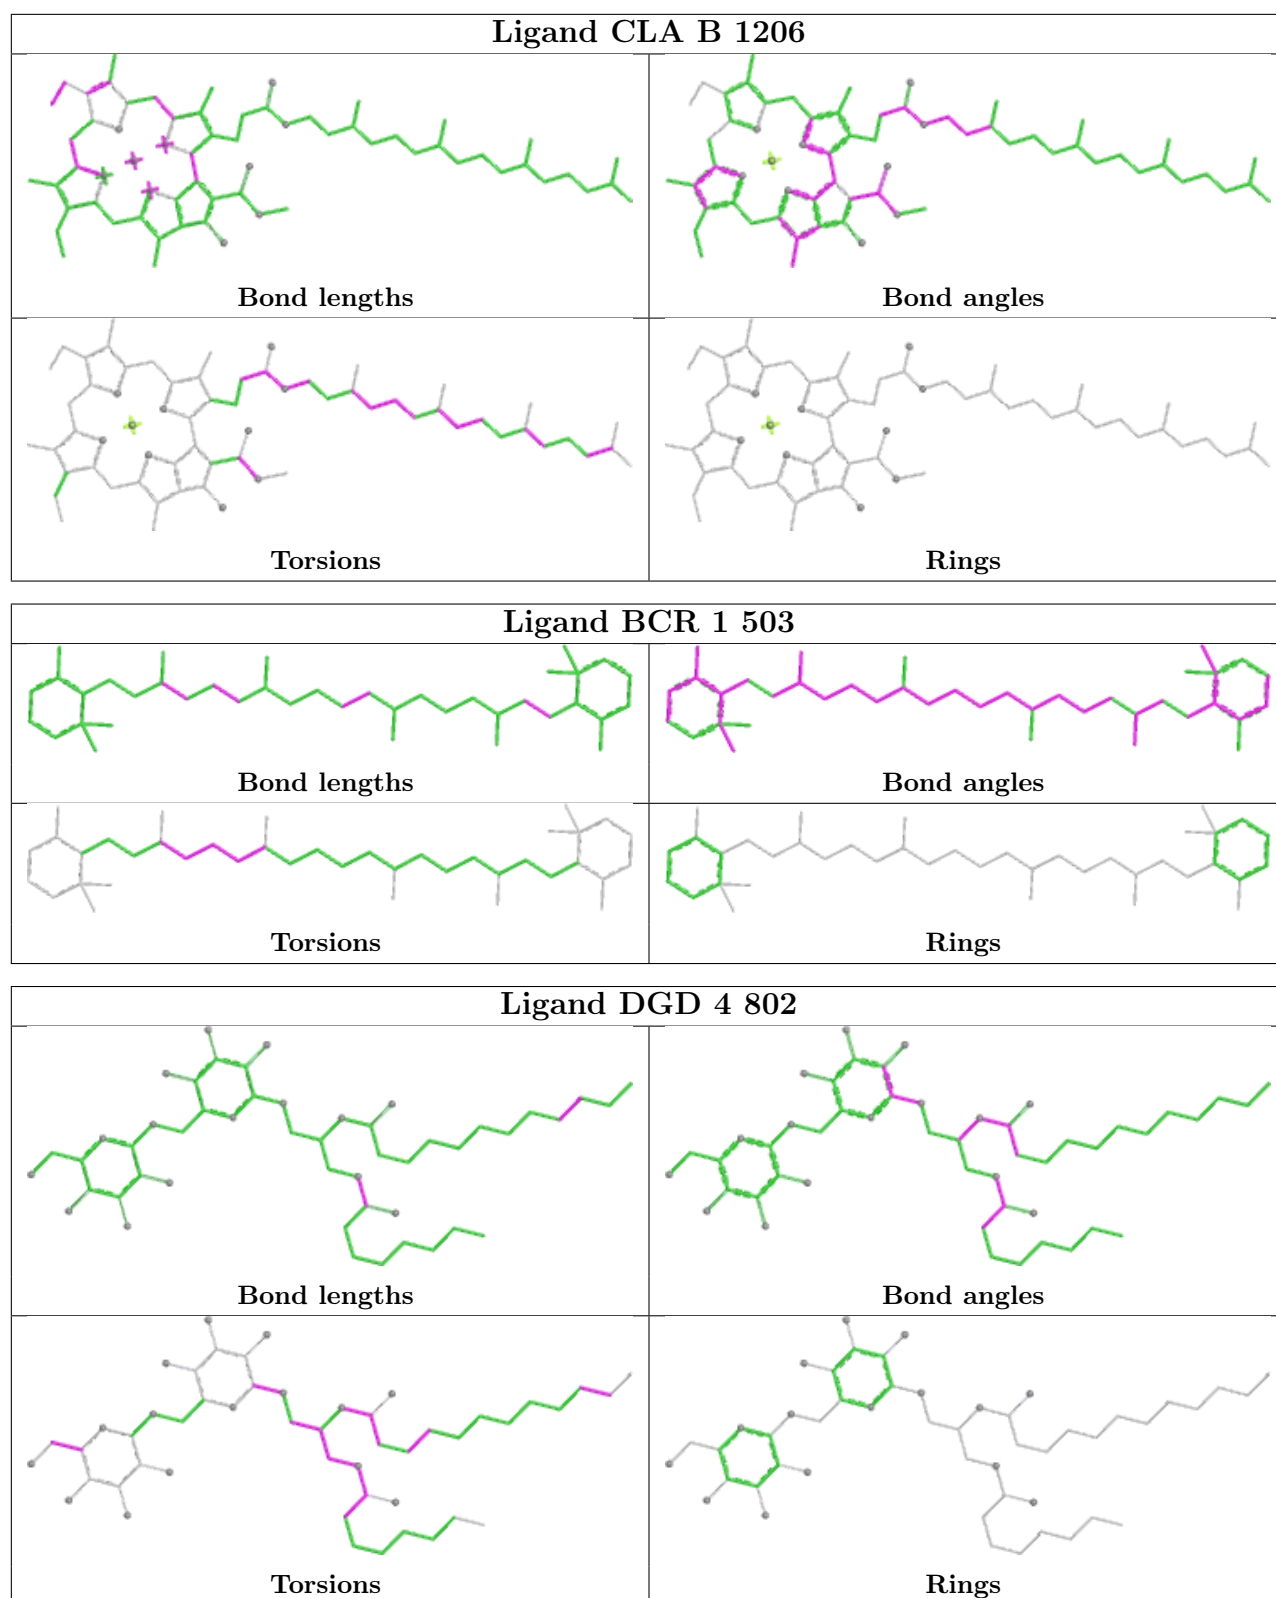 Ligand CLA B 1206
Bond lengths
Bond angles
Torsions
Rings
Ligand BCR 1 503
Bond lengths
Bond angles
Torsions
Rings
Ligand DGD 4 802
Bond lengths
Bond angles
Torsions
Rings